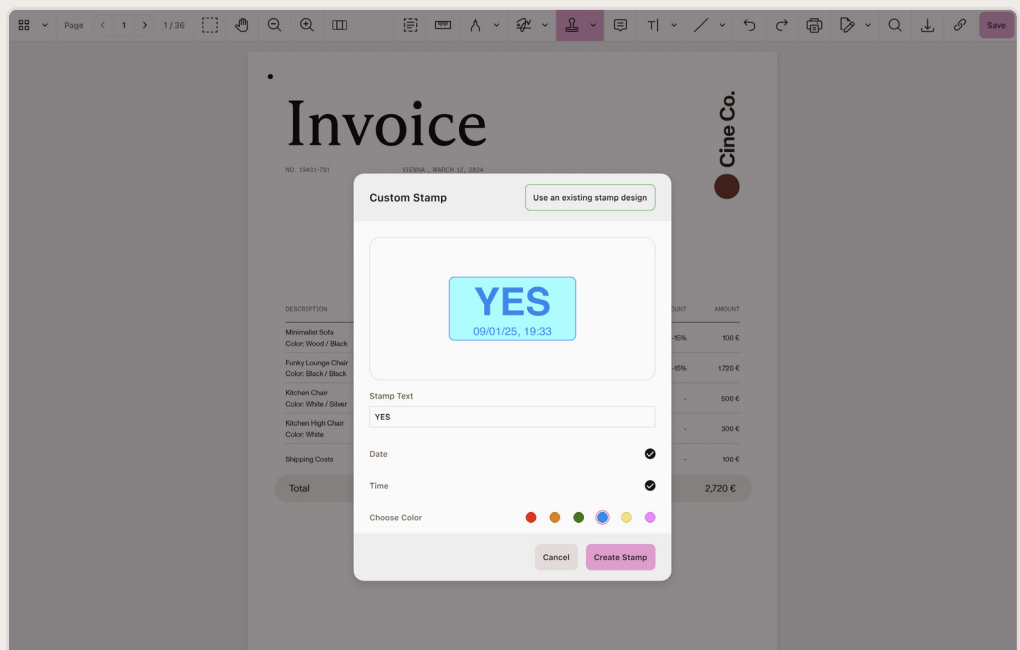 Page 1 1 / 36 T Save
Invoice
Cine Co.
NO. 19431-701 VIENNA . MARCH 12, 2024
Custom Stamp Use an existing stamp design
YES
09/01/25, 19:33
DESCRIPTION AMOUNT
Minimalist Sofa
Color: Wood / Black -15% 100 €
Funky Lounge Chair
Color: Black / Black -15% 1.720 €
Kitchen Chair
Color: White / Silver - 500 €
Kitchen High Chair
Color: White - 300 €
Shipping Costs - 100 €
Total 2,720 €
Stamp Text
YES
Date
Time
Choose Color
Cancel Create Stamp